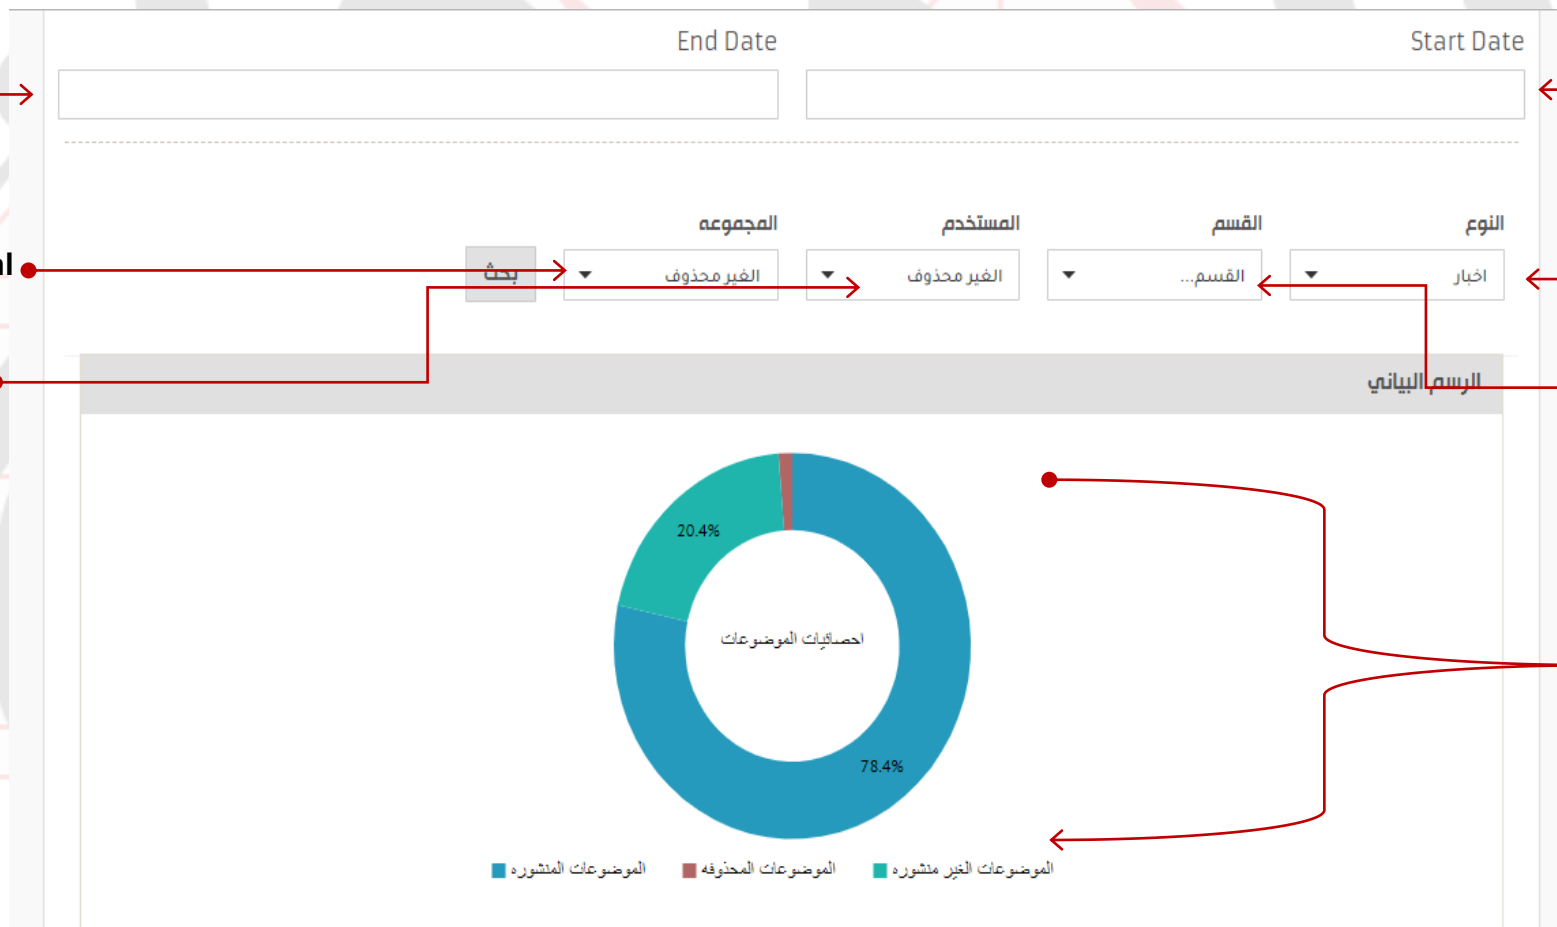 Start Date
End Date
النوع
القسم
المستخدم
المجموعه
اخبار
القسم...
الغير محذوف
الغير محذوف
بحث
الرسم البياني
20.4%
احصائيات الموضوعات
78.4%
الموضوعات الغير منشوره
الموضوعات المحذوفه
الموضوعات المنشوره